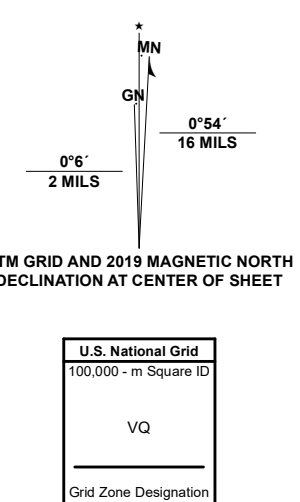 MN
GN
0°54´
16 MILS
0°6´
2 MILS
TM GRID AND 2019 MAGNETIC NORTH
DECLINATION AT CENTER OF SHEET
U.S. National Grid
100,000 - m Square ID
VQ
Grid Zone Designation